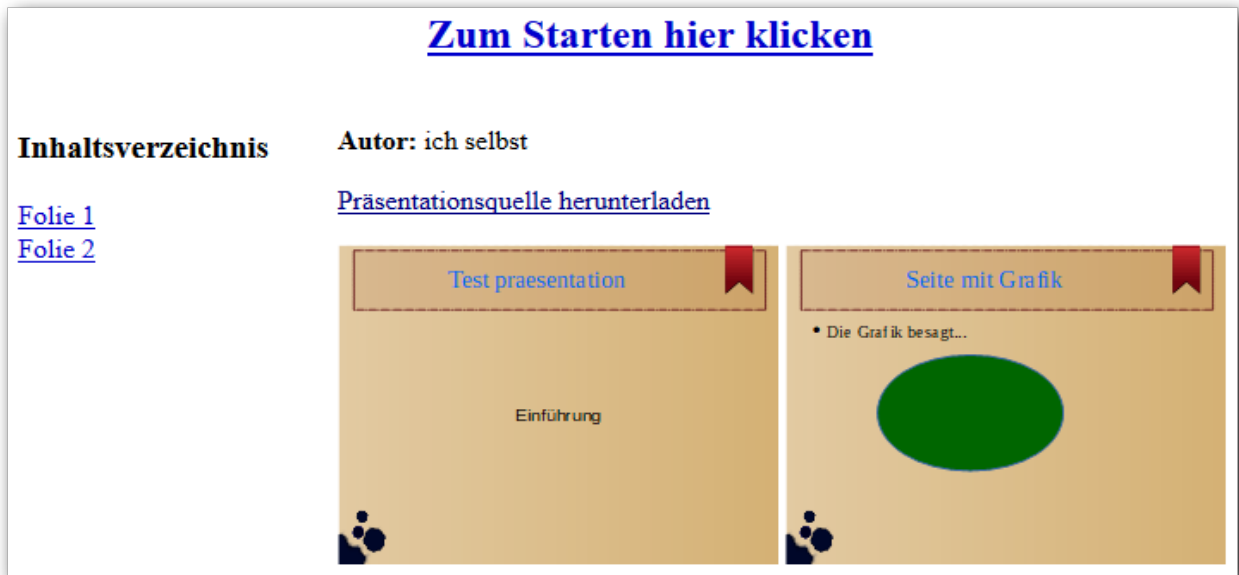 Zum Starten hier klicken
Inhaltsverzeichnis
Folie 1
Folie 2
Autor: ich selbst
Präsentationsquelle herunterladen
Test praesentation
Einführung
Seite mit Grafik
• Die Grafik besagt...